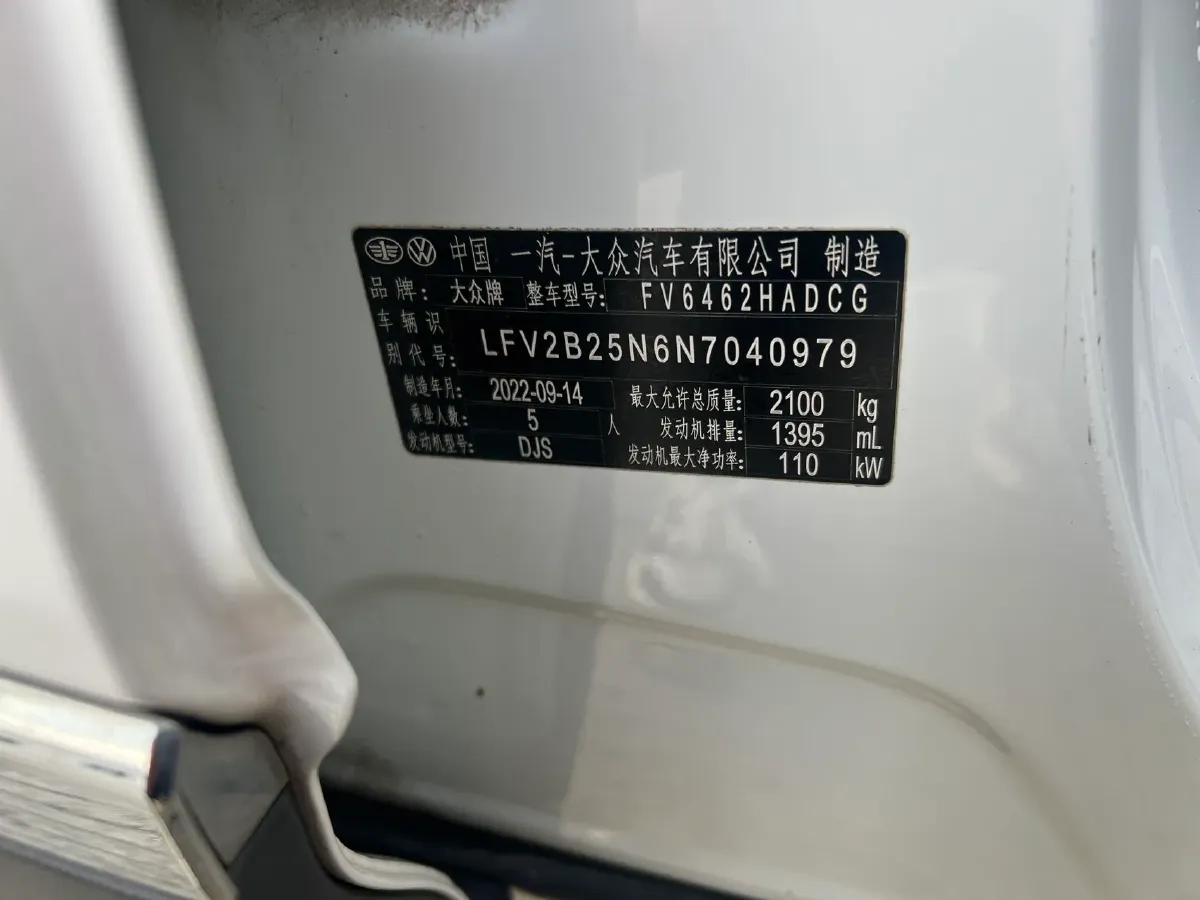 中国 一汽-大众汽车有限公司 制造
品牌: 大众牌 整车型号: FV6462HADCG
车辆识别代号: LFV2B25N6N7040979
制造年月: 2022-09-14 最大允许总质量: 2100 kg
乘坐人数: 5 人 发动机排量: 1395 mL
发动机型号: DJS 发动机最大净功率: 110 kW